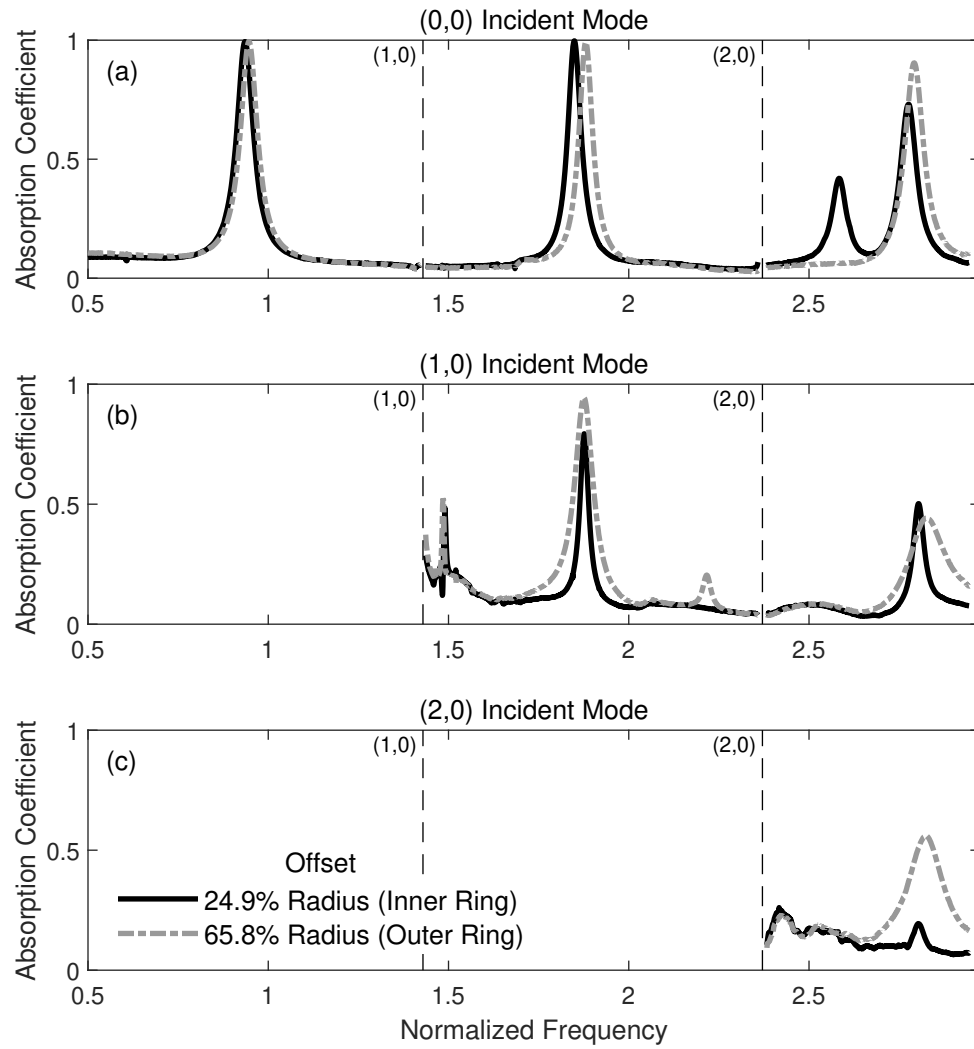 (0,0) Incident Mode
1
(a)
(1,0)
(2,0)
Absorption Coefficient
0.5
0
0.5
1
1.5
2
2.5
(1,0) Incident Mode
1
(b)
(1,0)
(2,0)
Absorption Coefficient
0.5
0
0.5
1
1.5
2
2.5
(2,0) Incident Mode
1
(c)
(1,0)
(2,0)
Absorption Coefficient
0.5
Offset
24.9% Radius (Inner Ring)
65.8% Radius (Outer Ring)
0
0.5
1
1.5
2
2.5
Normalized Frequency